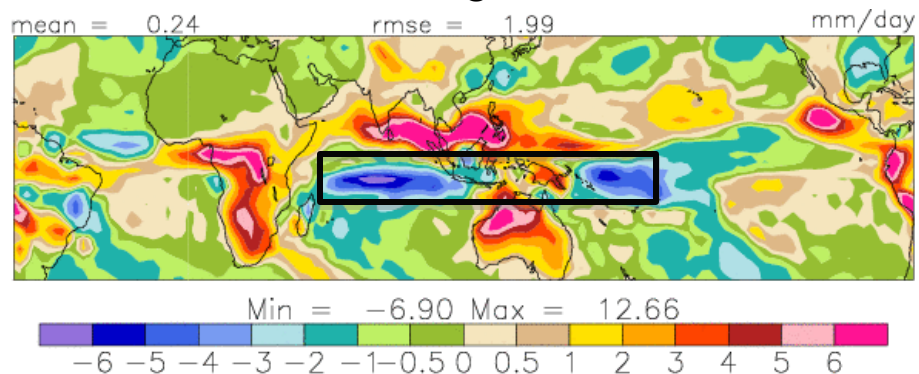 mean = 0.24 rmse = 1.99 mm/day
Min = -6.90 Max = 12.66
-6 -5 -4 -3 -2 -1 -0.5 0 0.5 1 2 3 4 5 6